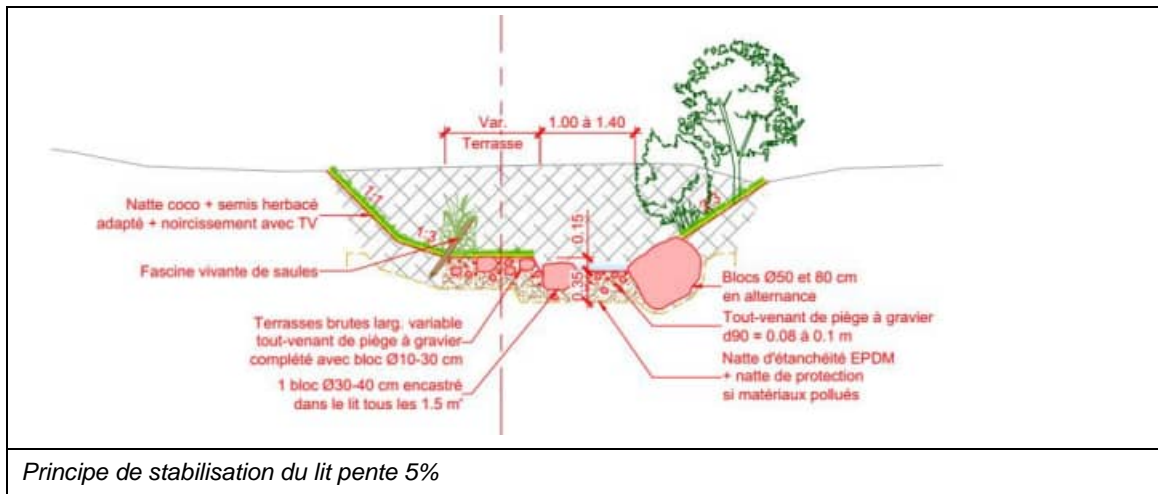 Var.
Terrasse
1.00 à 1.40
1:1
1:3
0.15
0.35
Natte coco + semis herbacé
adapté + noircissement avec TV
Fascine vivante de saules
Terrasses brutes larg. variable
tout-venant de piège à gravier
complété avec bloc Ø10-30 cm
1 bloc Ø30-40 cm encastré
dans le lit tous les 1.5 m'
Blocs Ø50 et 80 cm
en alternance
Tout-venant de piège à gravier
d90 = 0.08 à 0.1 m
Natte d'étanchéité EPDM
+ natte de protection
si matériaux pollués
Principe de stabilisation du lit pente 5%